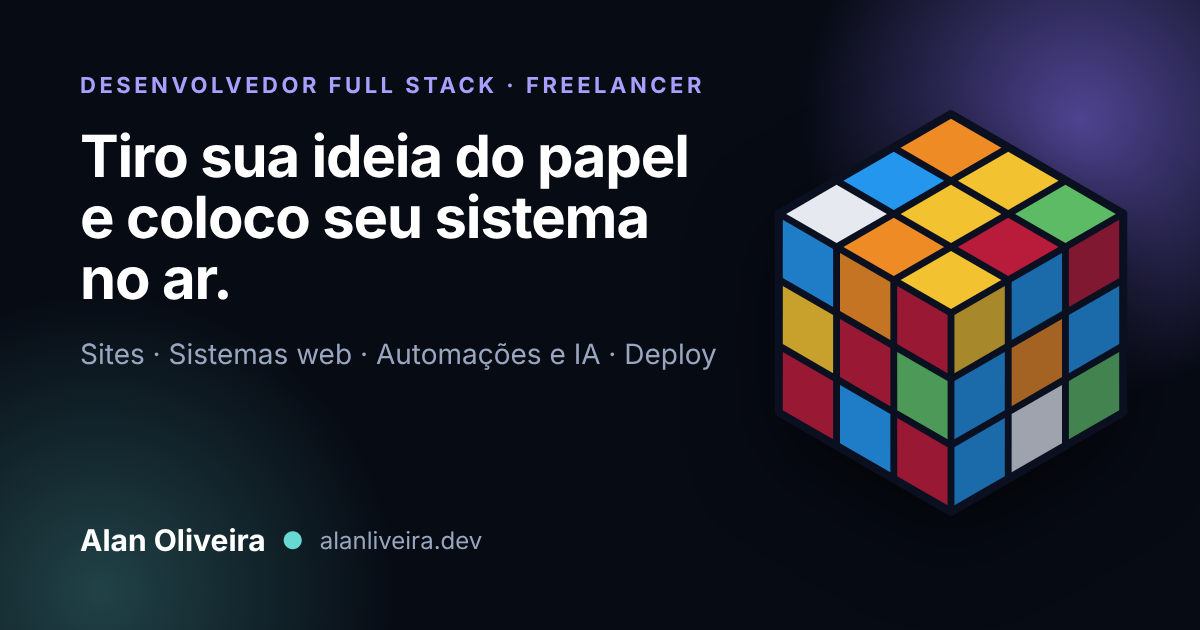 DESENVOLVEDOR FULL STACK · FREELANCER
Tiro sua ideia do papel
e coloco seu sistema
no ar.
Sites · Sistemas web · Automações e IA · Deploy
Alan Oliveira ● alanliveira.dev